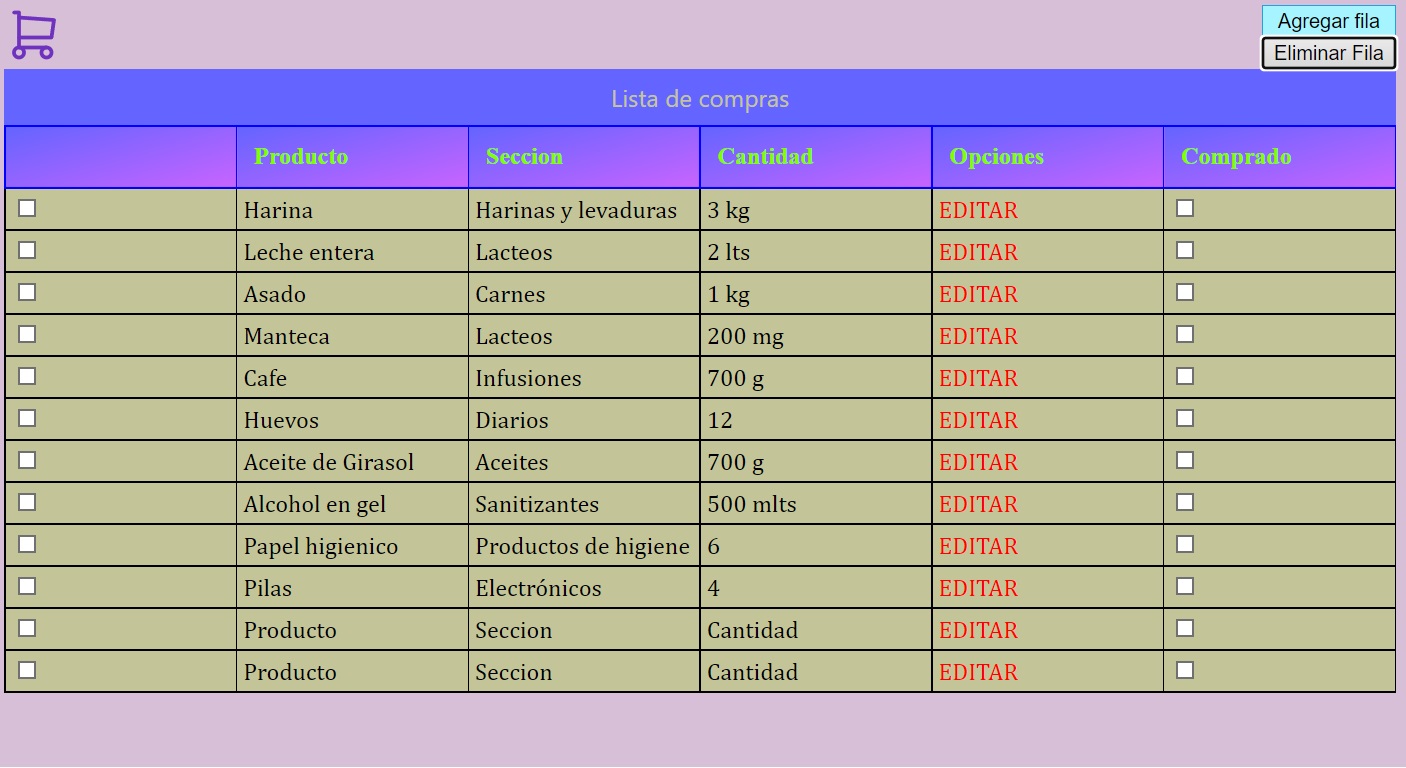 Agregar fila
Eliminar Fila
Lista de compras
Producto Seccion Cantidad Opciones Comprado
Harina Harinas y levaduras 3 kg EDITAR
Leche entera Lacteos 2 lts EDITAR
Asado Carnes 1 kg EDITAR
Manteca Lacteos 200 mg EDITAR
Cafe Infusiones 700 g EDITAR
Huevos Diarios 12 EDITAR
Aceite de Girasol Aceites 700 g EDITAR
Alcohol en gel Sanitizantes 500 mlts EDITAR
Papel higienico Productos de higiene 6 EDITAR
Pilas Electrónicos 4 EDITAR
Producto Seccion Cantidad EDITAR
Producto Seccion Cantidad EDITAR